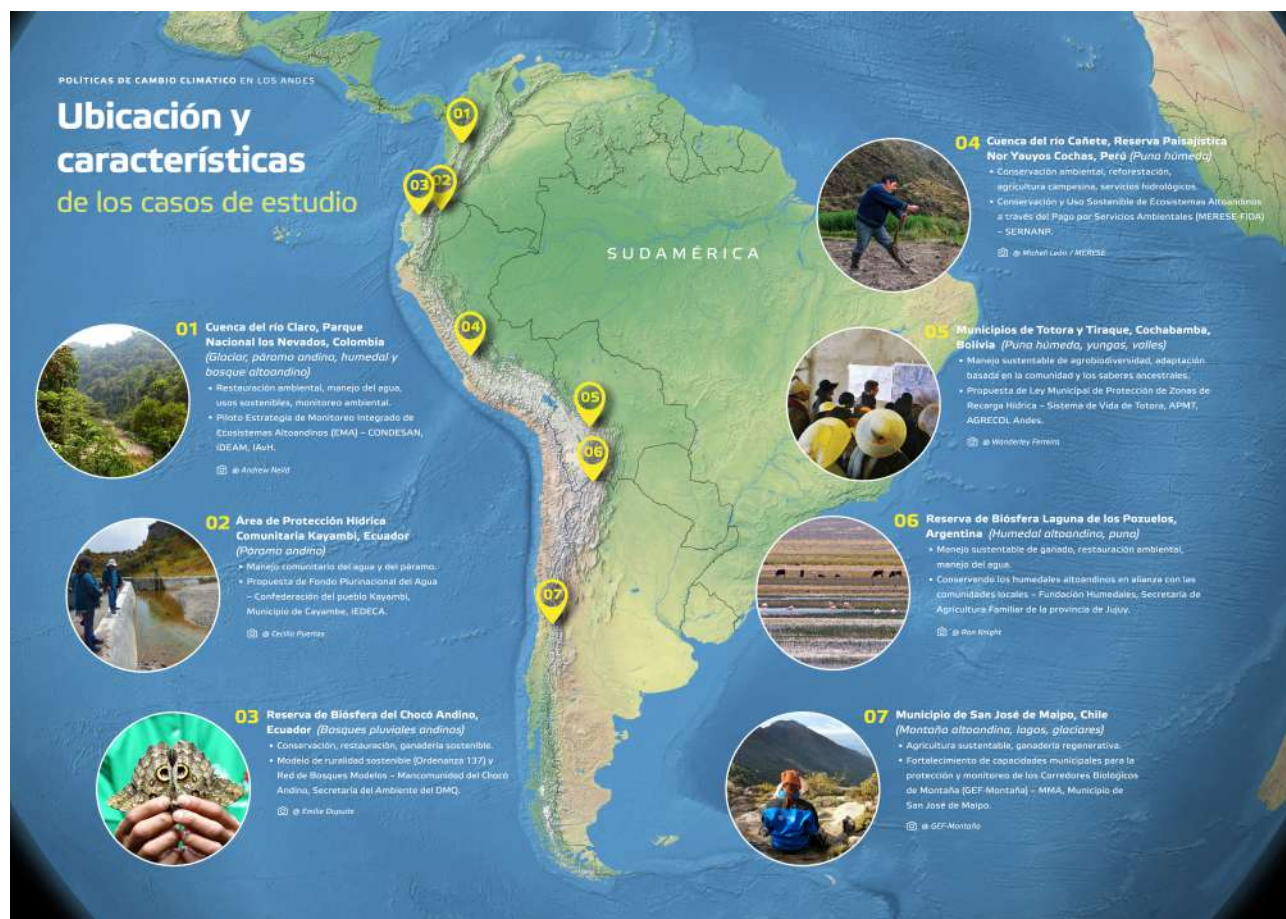 POLÍTICAS DE CAMBIO CLIMÁTICO EN LOS ANDES
Ubicación y
características
de los casos de estudio
SUDAMÉRICA
01
02
03
04
05
06
07
01 Cuenca del río Claro, Parque
Nacional los Nevados, Colombia
(Glaciar, páramo andino, humedal y
bosque altoandino)
• Restauración ambiental, manejo del agua,
usos sostenibles, monitoreo ambiental.
• Piloto Estrategia de Monitoreo Integrado de
Ecosistemas Altoandinos (EMA) – CONDESAN,
IDEAM, IAvH.
@ Andrew Neild
02 Área de Protección Hídrica
Comunitaria Kayambi, Ecuador
(Páramo andino)
• Manejo comunitario del agua y del páramo.
• Propuesta de Fondo Plurinacional del Agua
– Confederación del pueblo Kayambi,
Municipio de Cayambe, IEDECA.
@ Cecilia Puertas
03 Reserva de Biósfera del Chocó Andino,
Ecuador (Bosques pluviales andinos)
• Conservación, restauración, ganadería sostenible.
• Modelo de ruralidad sostenible (Ordenanza 137) y
Red de Bosques Modelos – Mancomunidad del Chocó
Andino, Secretaría del Ambiente del DMQ.
@ Emilie Dupuits
04 Cuenca del río Cañete, Reserva Paisajística
Nor Yauyos Cochas, Perú (Puna húmeda)
• Conservación ambiental, reforestación,
agricultura campesina, servicios hidrológicos.
• Conservación y Uso Sostenible de Ecosistemas Altoandinos
a través del Pago por Servicios Ambientales (MERESE-FIDA)
– SERNANP.
@ Michell León / MERESE
05 Municipios de Totora y Tiraque, Cochabamba,
Bolivia (Puna húmeda, yungas, valles)
• Manejo sustentable de agrobiodiversidad, adaptación
basada en la comunidad y los saberes ancestrales.
• Propuesta de Ley Municipal de Protección de Zonas de
Recarga Hídrica – Sistema de Vida de Totora, APMT,
AGRECOL Andes.
@ Wanderley Ferreira
06 Reserva de Biósfera Laguna de los Pozuelos,
Argentina (Humedal altoandino, puna)
• Manejo sustentable de ganado, restauración ambiental,
manejo del agua.
• Conservando los humedales altoandinos en alianza con las
comunidades locales – Fundación Humedales, Secretaría de
Agricultura Familiar de la provincia de Jujuy.
@ Ron Knight
07 Municipio de San José de Maipo, Chile
(Montaña altoandina, lagos, glaciares)
• Agricultura sustentable, ganadería regenerativa.
• Fortalecimiento de capacidades municipales para la
protección y monitoreo de los Corredores Biológicos
de Montaña (GEF-Montaña) – MMA, Municipio de
San José de Maipo.
@ GEF-Montaña